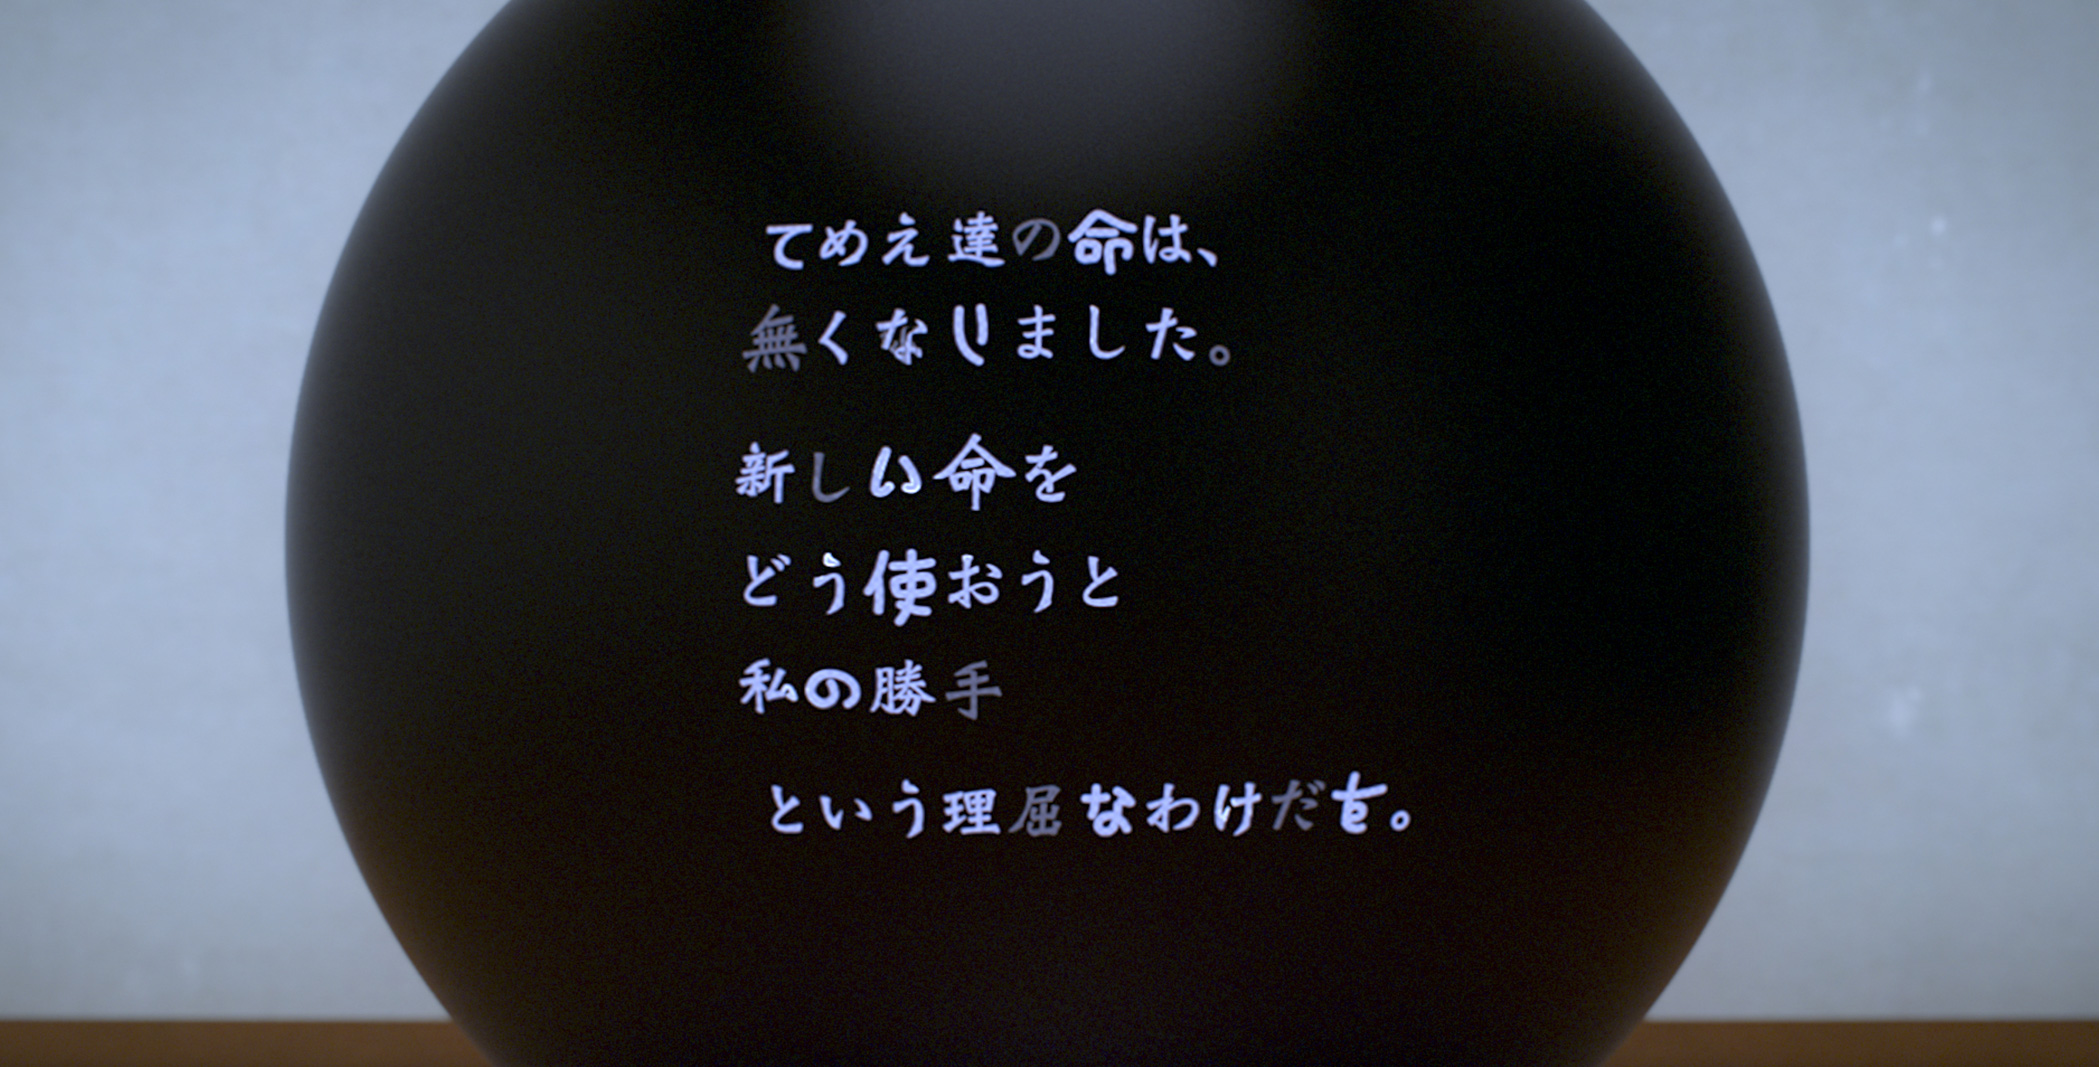 てめえ達の命は、
無くなりました。
新しい命を
どう使おうと
私の勝手
という理屈なわけだす。